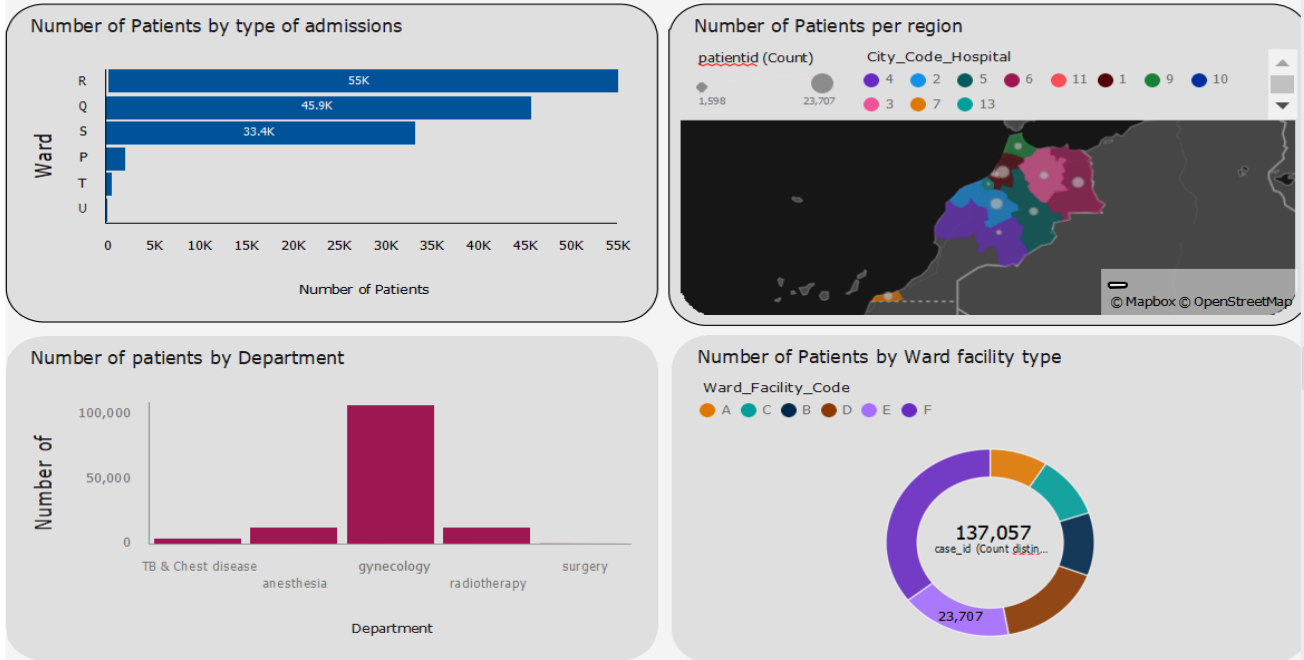 Number of Patients by type of admissions
Ward
R
55K
Q
45.9K
S
33.4K
P
T
U
0 5K 10K 15K 20K 25K 30K 35K 40K 45K 50K 55K
Number of Patients
Number of Patients per region
patientid (Count)
1,598 23,707
City_Code_Hospital
4 2 5 6 11 1 9 10
3 7 13
© Mapbox © OpenStreetMap
Number of patients by Department
Number of
100,000
50,000
0
TB & Chest disease gynecology surgery
anesthesia radiotherapy
Department
Number of Patients by Ward facility type
Ward_Facility_Code
A C B D E F
137,057
case_id (Count distin...
23,707